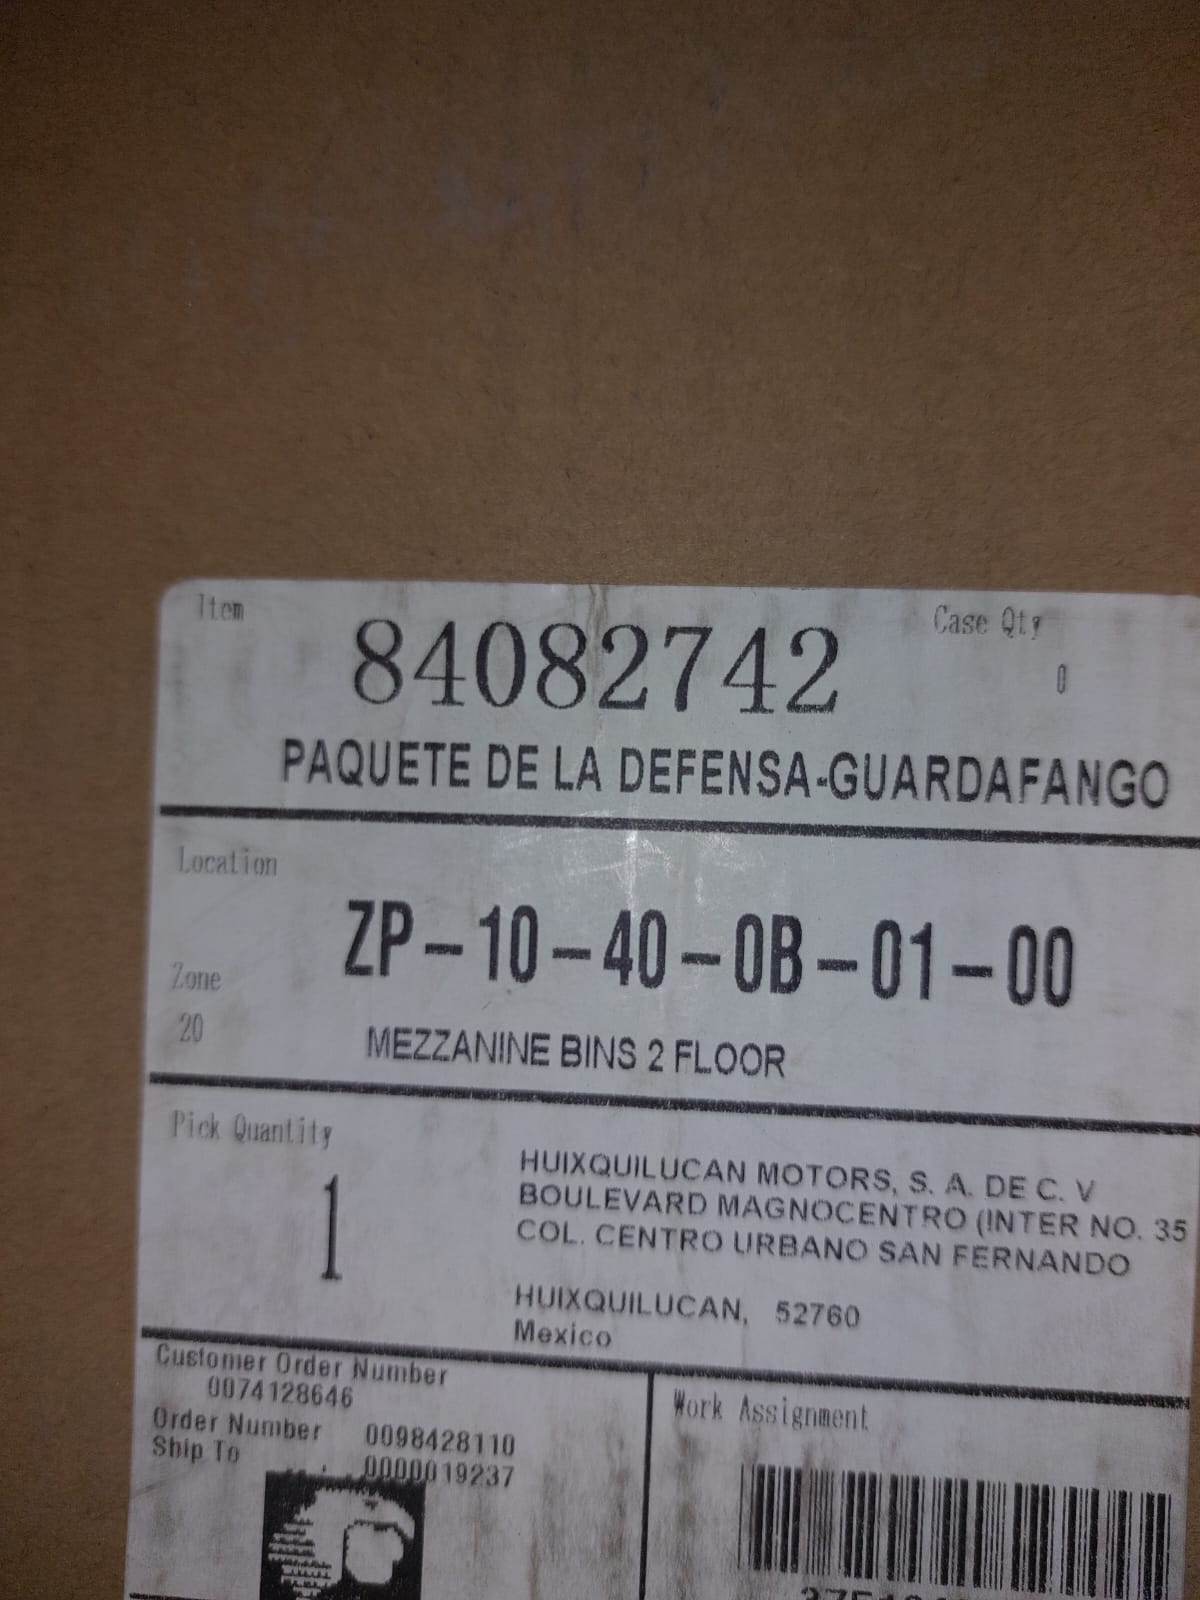 Item
84082742
Case Qty
0
PAQUETE DE LA DEFENSA-GUARDAFANGO
Location
ZP-10-40-0B-01-00
Zone
20
MEZZANINE BINS 2 FLOOR
Pick Quantity
1
HUIXQUILUCAN MOTORS, S. A. DE C. V
BOULEVARD MAGNOCENTRO (INTER NO. 35
COL. CENTRO URBANO SAN FERNANDO
HUIXQUILUCAN, 52760
Mexico
Customer Order Number
0074128646
Order Number 0098428110
Ship To 0000019237
Work Assignment